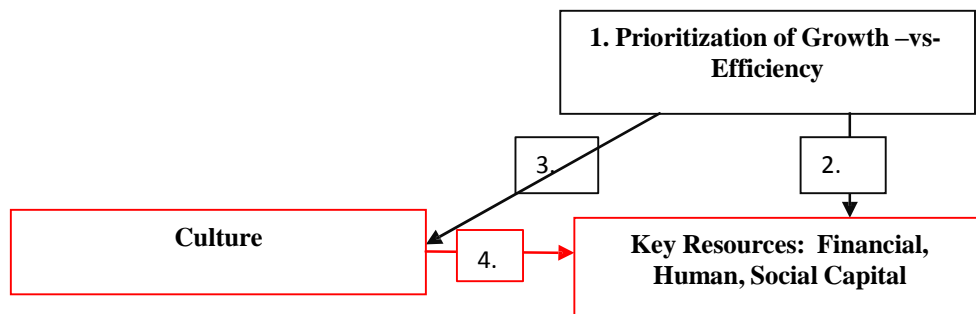 1. Prioritization of Growth –vs-
Efficiency
3.
2.
Culture
4.
Key Resources: Financial,
Human, Social Capital